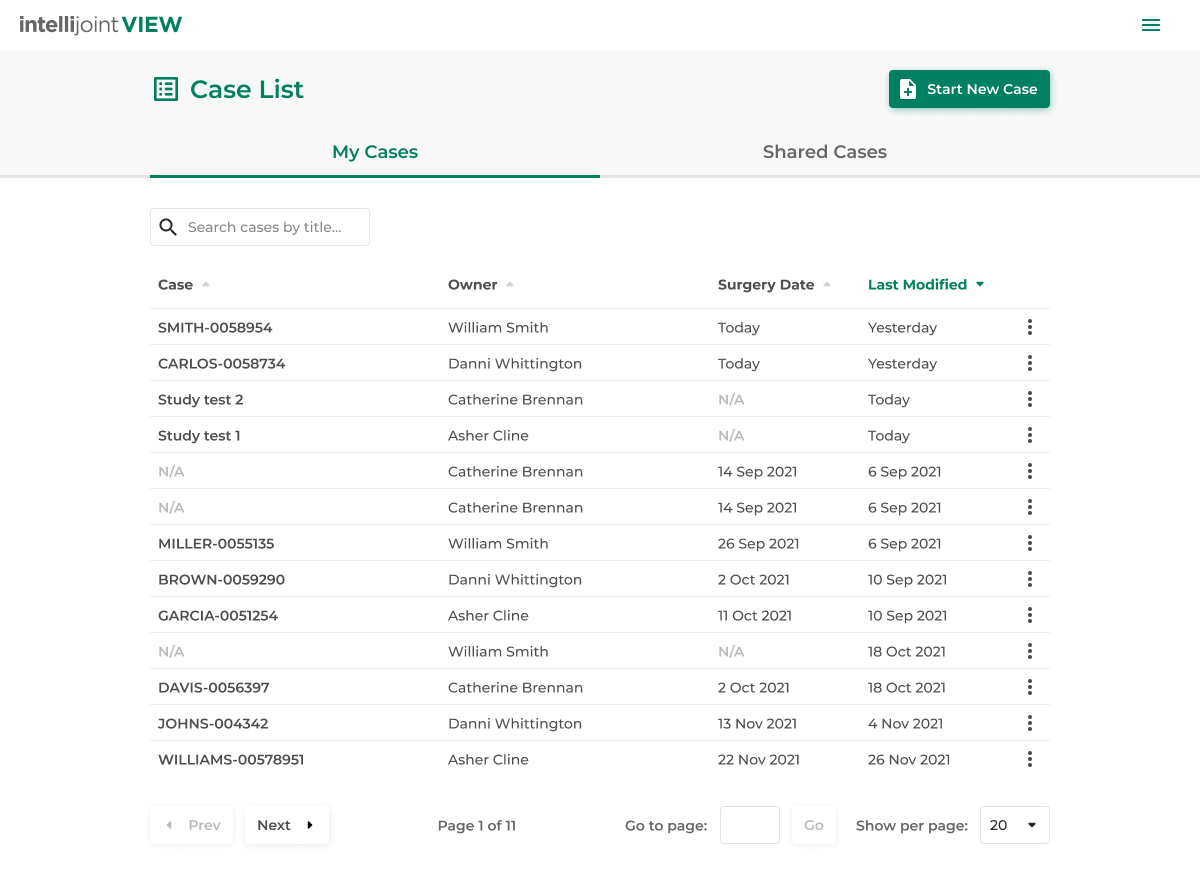 intellijoint VIEW
Case List
Start New Case
My Cases Shared Cases
Search cases by title...
Case Owner Surgery Date Last Modified
SMITH-0058954 William Smith Today Yesterday
CARLOS-0058734 Danni Whittington Today Yesterday
Study test 2 Catherine Brennan N/A Today
Study test 1 Asher Cline N/A Today
N/A Catherine Brennan 14 Sep 2021 6 Sep 2021
N/A Catherine Brennan 14 Sep 2021 6 Sep 2021
MILLER-0055135 William Smith 26 Sep 2021 6 Sep 2021
BROWN-0059290 Danni Whittington 2 Oct 2021 10 Sep 2021
GARCIA-0051254 Asher Cline 11 Oct 2021 10 Sep 2021
N/A William Smith N/A 18 Oct 2021
DAVIS-0056397 Catherine Brennan 2 Oct 2021 18 Oct 2021
JOHNS-004342 Danni Whittington 13 Nov 2021 4 Nov 2021
WILLIAMS-00578951 Asher Cline 22 Nov 2021 26 Nov 2021
Prev Next Page 1 of 11 Go to page: Go Show per page: 20